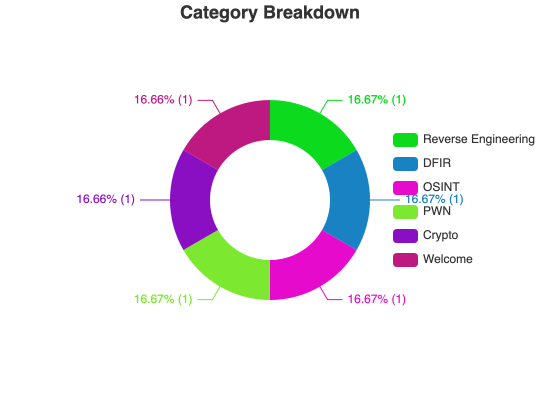 Category Breakdown
16.66% (1)
16.67% (1)
Reverse Engineering
DFIR
OSINT
16.66% (1)
16.67% (1)
PWN
Crypto
Welcome
16.67% (1)
16.67% (1)